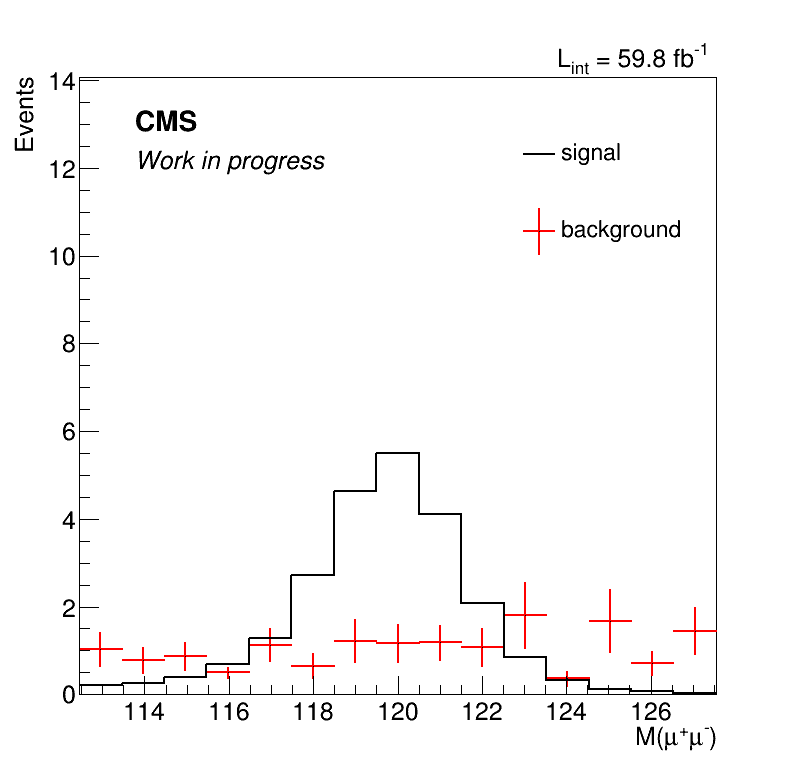 L_int = 59.8 fb⁻¹
Events
14
12
10
8
6
4
2
0
CMS
Work in progress
signal
background
114 116 118 120 122 124 126
M(μ⁺μ⁻)